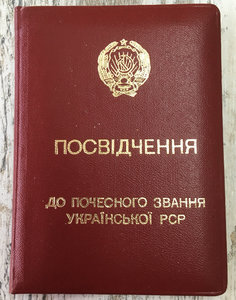 ПОСВІДЧЕННЯ
ДО ПОЧЕСНОГО ЗВАННЯ
УКРАЇНСЬКОЇ РСР